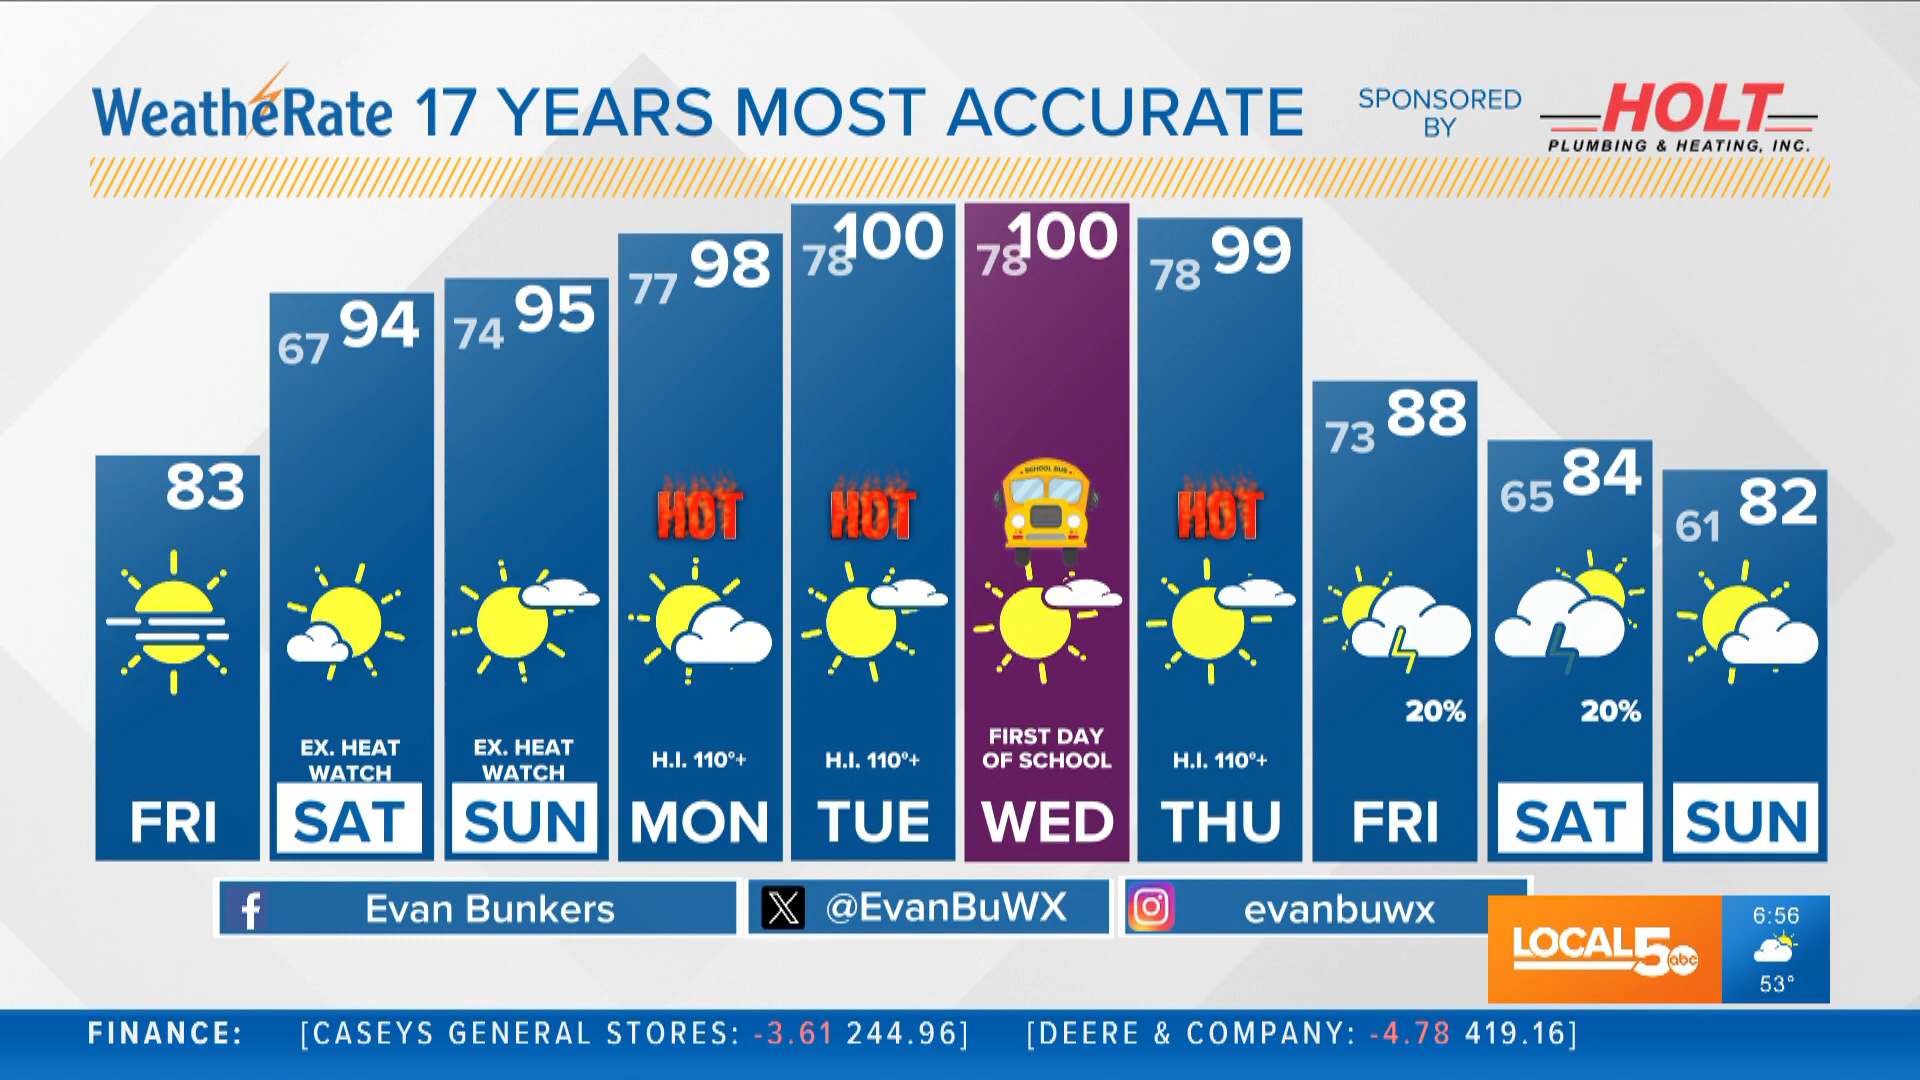 WeatheRate 17 YEARS MOST ACCURATE
SPONSORED
BY
HOLT
PLUMBING & HEATING, INC.
83
FRI
67 94
EX. HEAT
WATCH
SAT
74 95
EX. HEAT
WATCH
SUN
77 98
HOT
H.I. 110°+
MON
78 100
HOT
H.I. 110°+
TUE
78 100
SCHOOL BUS
FIRST DAY
OF SCHOOL
WED
78 99
HOT
H.I. 110°+
THU
73 88
20%
FRI
65 84
20%
SAT
61 82
SUN
f Evan Bunkers
X @EvanBuWX
evanbuwx
LOCAL 5 abc
6:56
53°
FINANCE: [CASEYS GENERAL STORES: -3.61 244.96] [DEERE & COMPANY: -4.78 419.16]